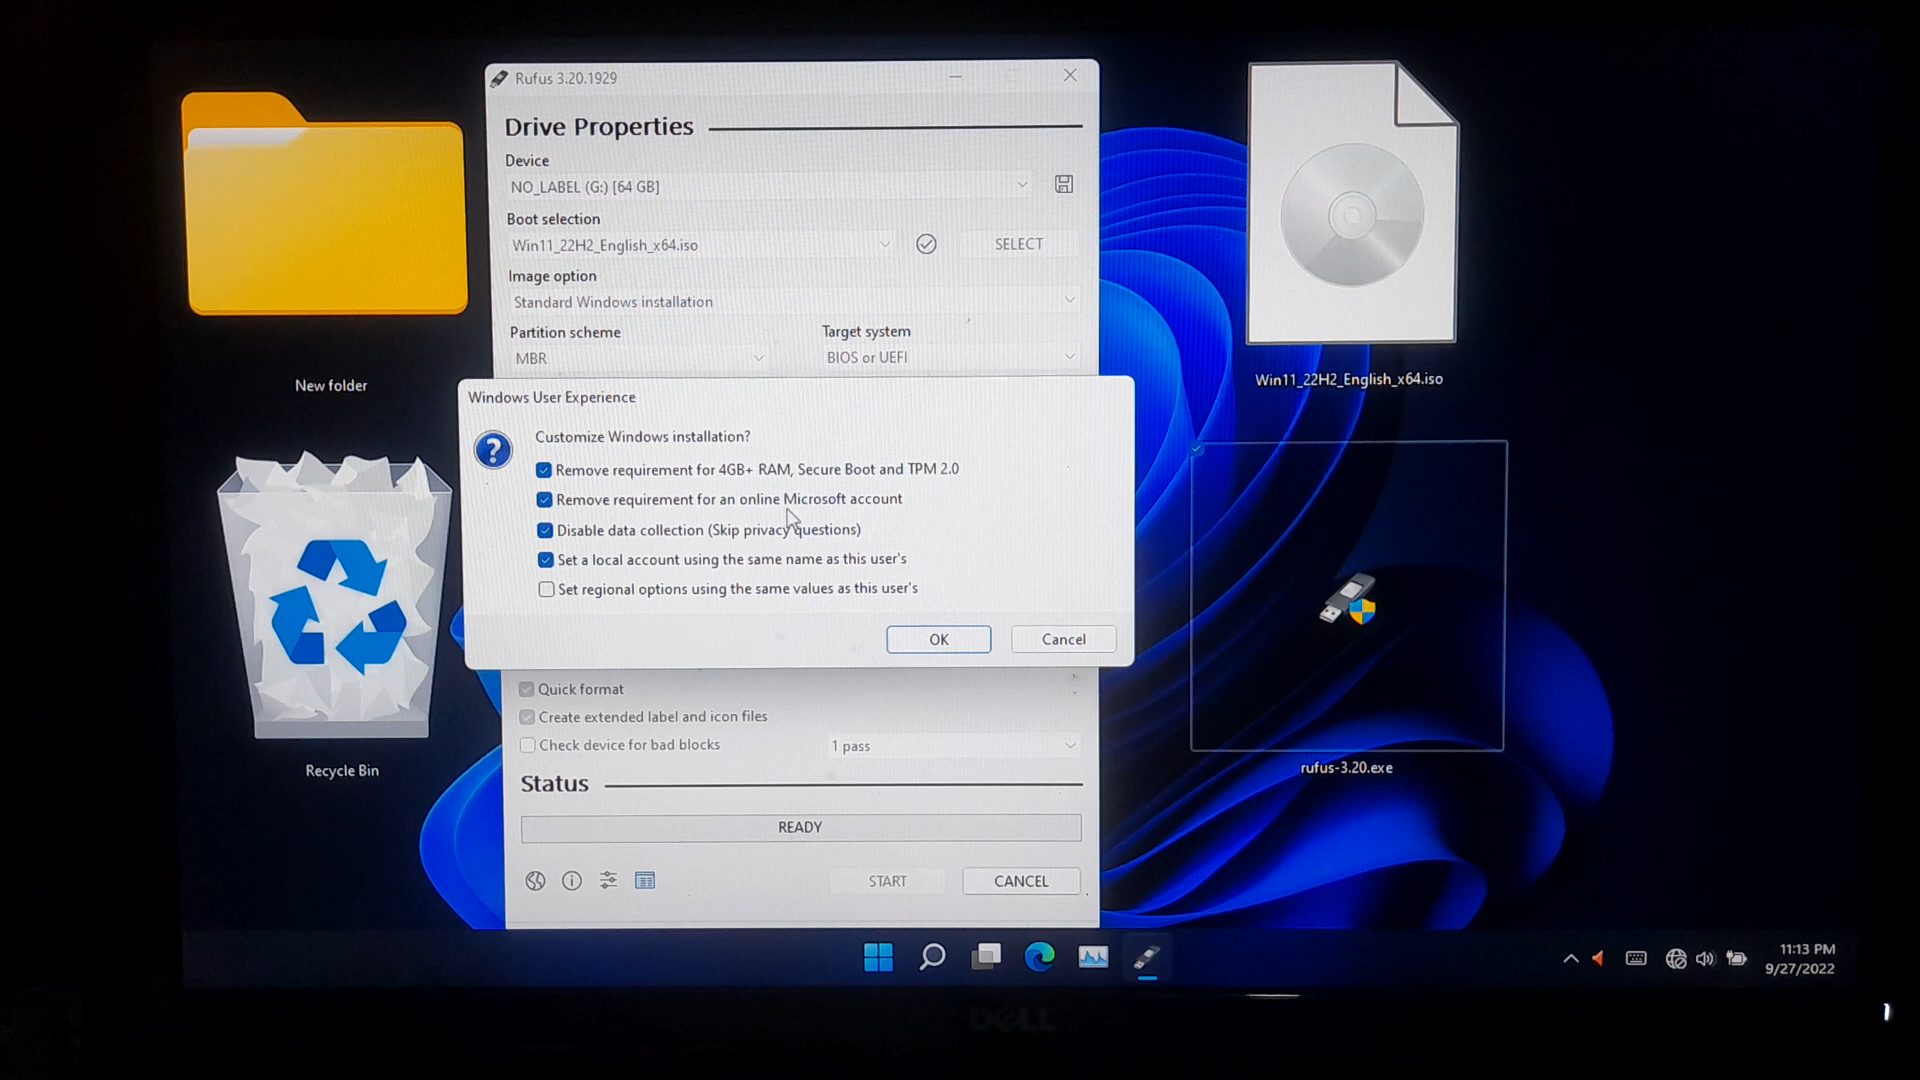 Rufus 3.20.1929
Drive Properties
Device
NO_LABEL (G:) [64 GB]
Boot selection
Win11_22H2_English_x64.iso
SELECT
Image option
Standard Windows installation
Partition scheme
Target system
MBR
BIOS or UEFI
New folder
Win11_22H2_English_x64.iso
Windows User Experience
?
Customize Windows installation?
Remove requirement for 4GB+ RAM, Secure Boot and TPM 2.0
Remove requirement for an online Microsoft account
Disable data collection (Skip privacy questions)
Set a local account using the same name as this user's
Set regional options using the same values as this user's
OK
Cancel
Quick format
Create extended label and icon files
Check device for bad blocks
1 pass
Recycle Bin
rufus-3.20.exe
Status
READY
START
CANCEL
11:13 PM
9/27/2022
DELL